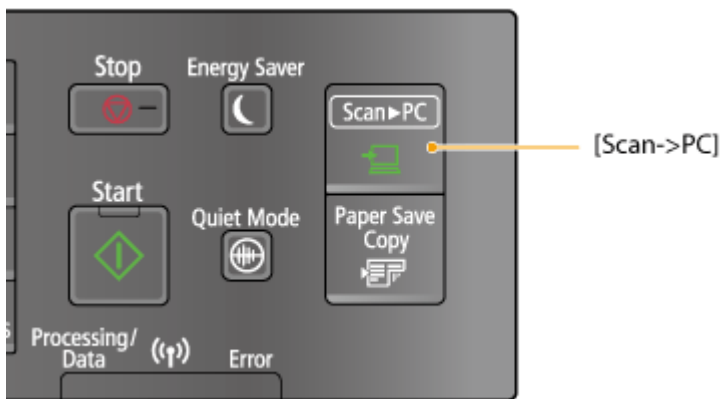 Stop
Energy Saver
Scan▶PC
[Scan->PC]
Start
Quiet Mode
Paper Save
Copy
Processing/
Data
Error